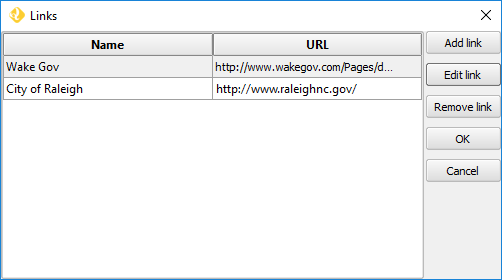 Links
Name URL
Wake Gov http://www.wakegov.com/Pages/d...
City of Raleigh http://www.raleighnc.gov/
Add link
Edit link
Remove link
OK
Cancel